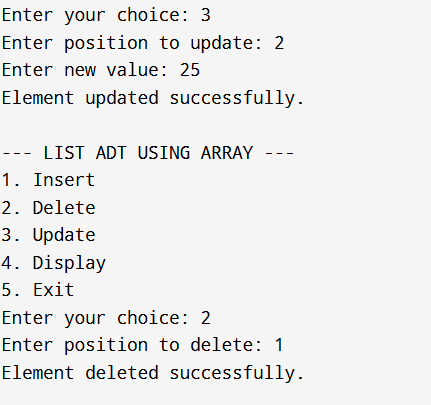 Enter your choice: 3
Enter position to update: 2
Enter new value: 25
Element updated successfully.
--- LIST ADT USING ARRAY ---
1. Insert
2. Delete
3. Update
4. Display
5. Exit
Enter your choice: 2
Enter position to delete: 1
Element deleted successfully.